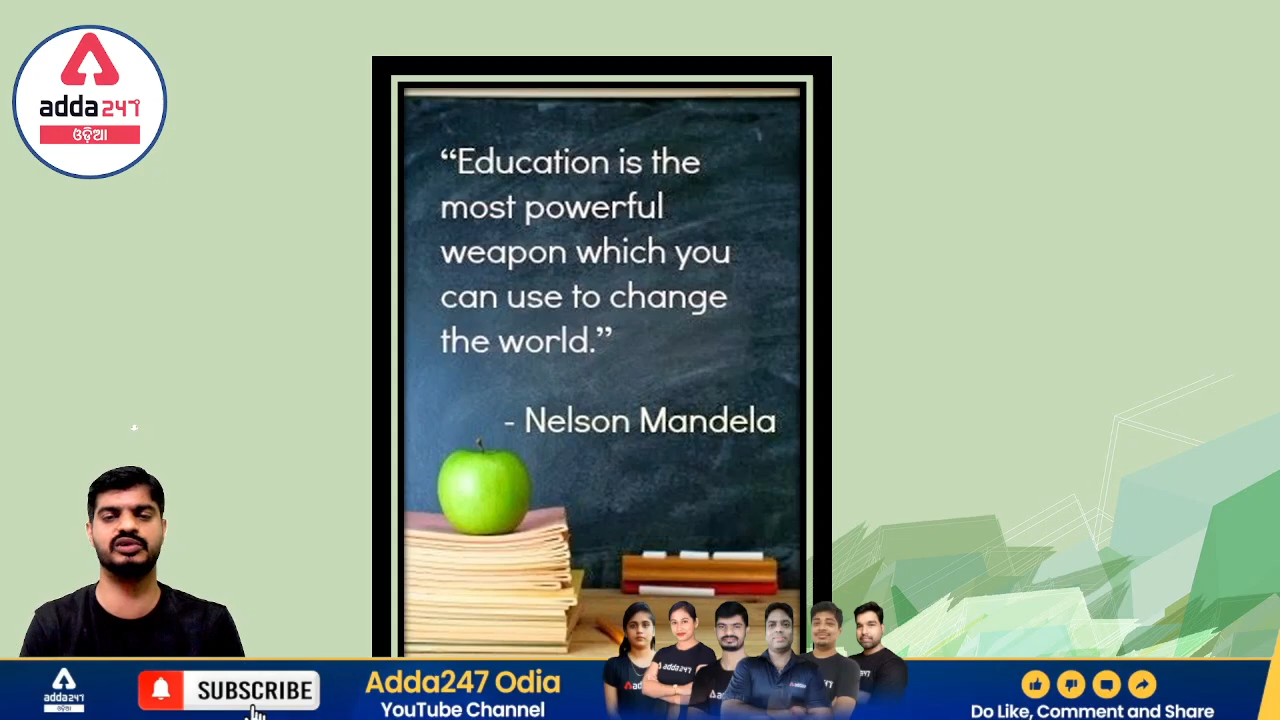 adda247
ଓଡ଼ିଆ
“Education is the
most powerful
weapon which you
can use to change
the world.”
- Nelson Mandela
adda247
ଓଡ଼ିଆ
SUBSCRIBE
Adda247 Odia
YouTube Channel
adda247
Do Like, Comment and Share